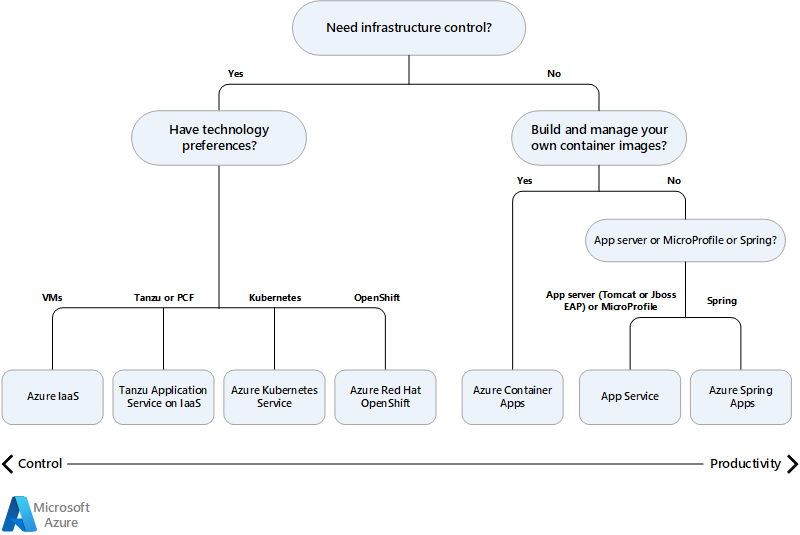 Need infrastructure control?
Yes
No
Have technology
preferences?
Build and manage your
own container images?
Yes
No
App server or MicroProfile or Spring?
VMs
Tanzu or PCF
Kubernetes
OpenShift
App server (Tomcat or Jboss
EAP) or MicroProfile
Spring
Azure IaaS
Tanzu Application
Service on IaaS
Azure Kubernetes
Service
Azure Red Hat
OpenShift
Azure Container
Apps
App Service
Azure Spring
Apps
Control
Productivity
Microsoft
Azure